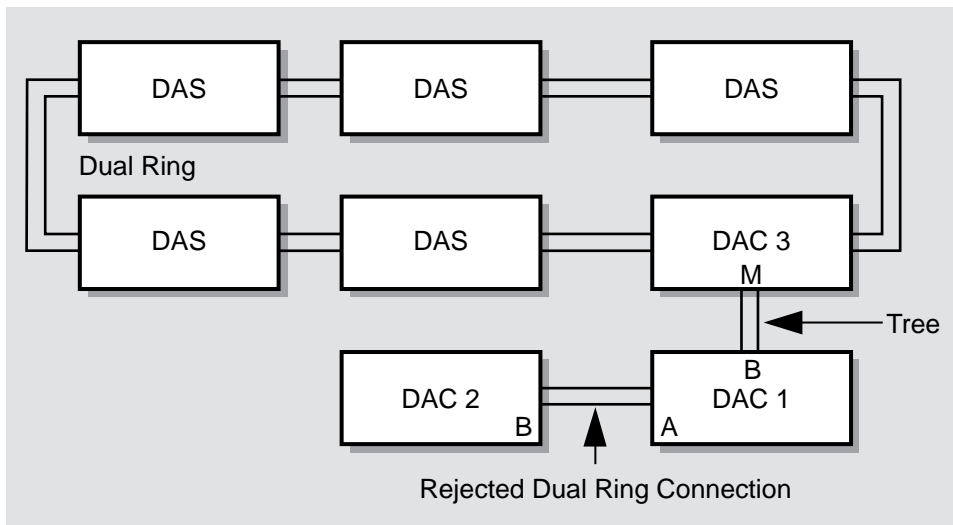 DAS
DAS
DAS
Dual Ring
DAS
DAS
DAC 3
M
Tree
B
DAC 2
DAC 1
B
A
Rejected Dual Ring Connection